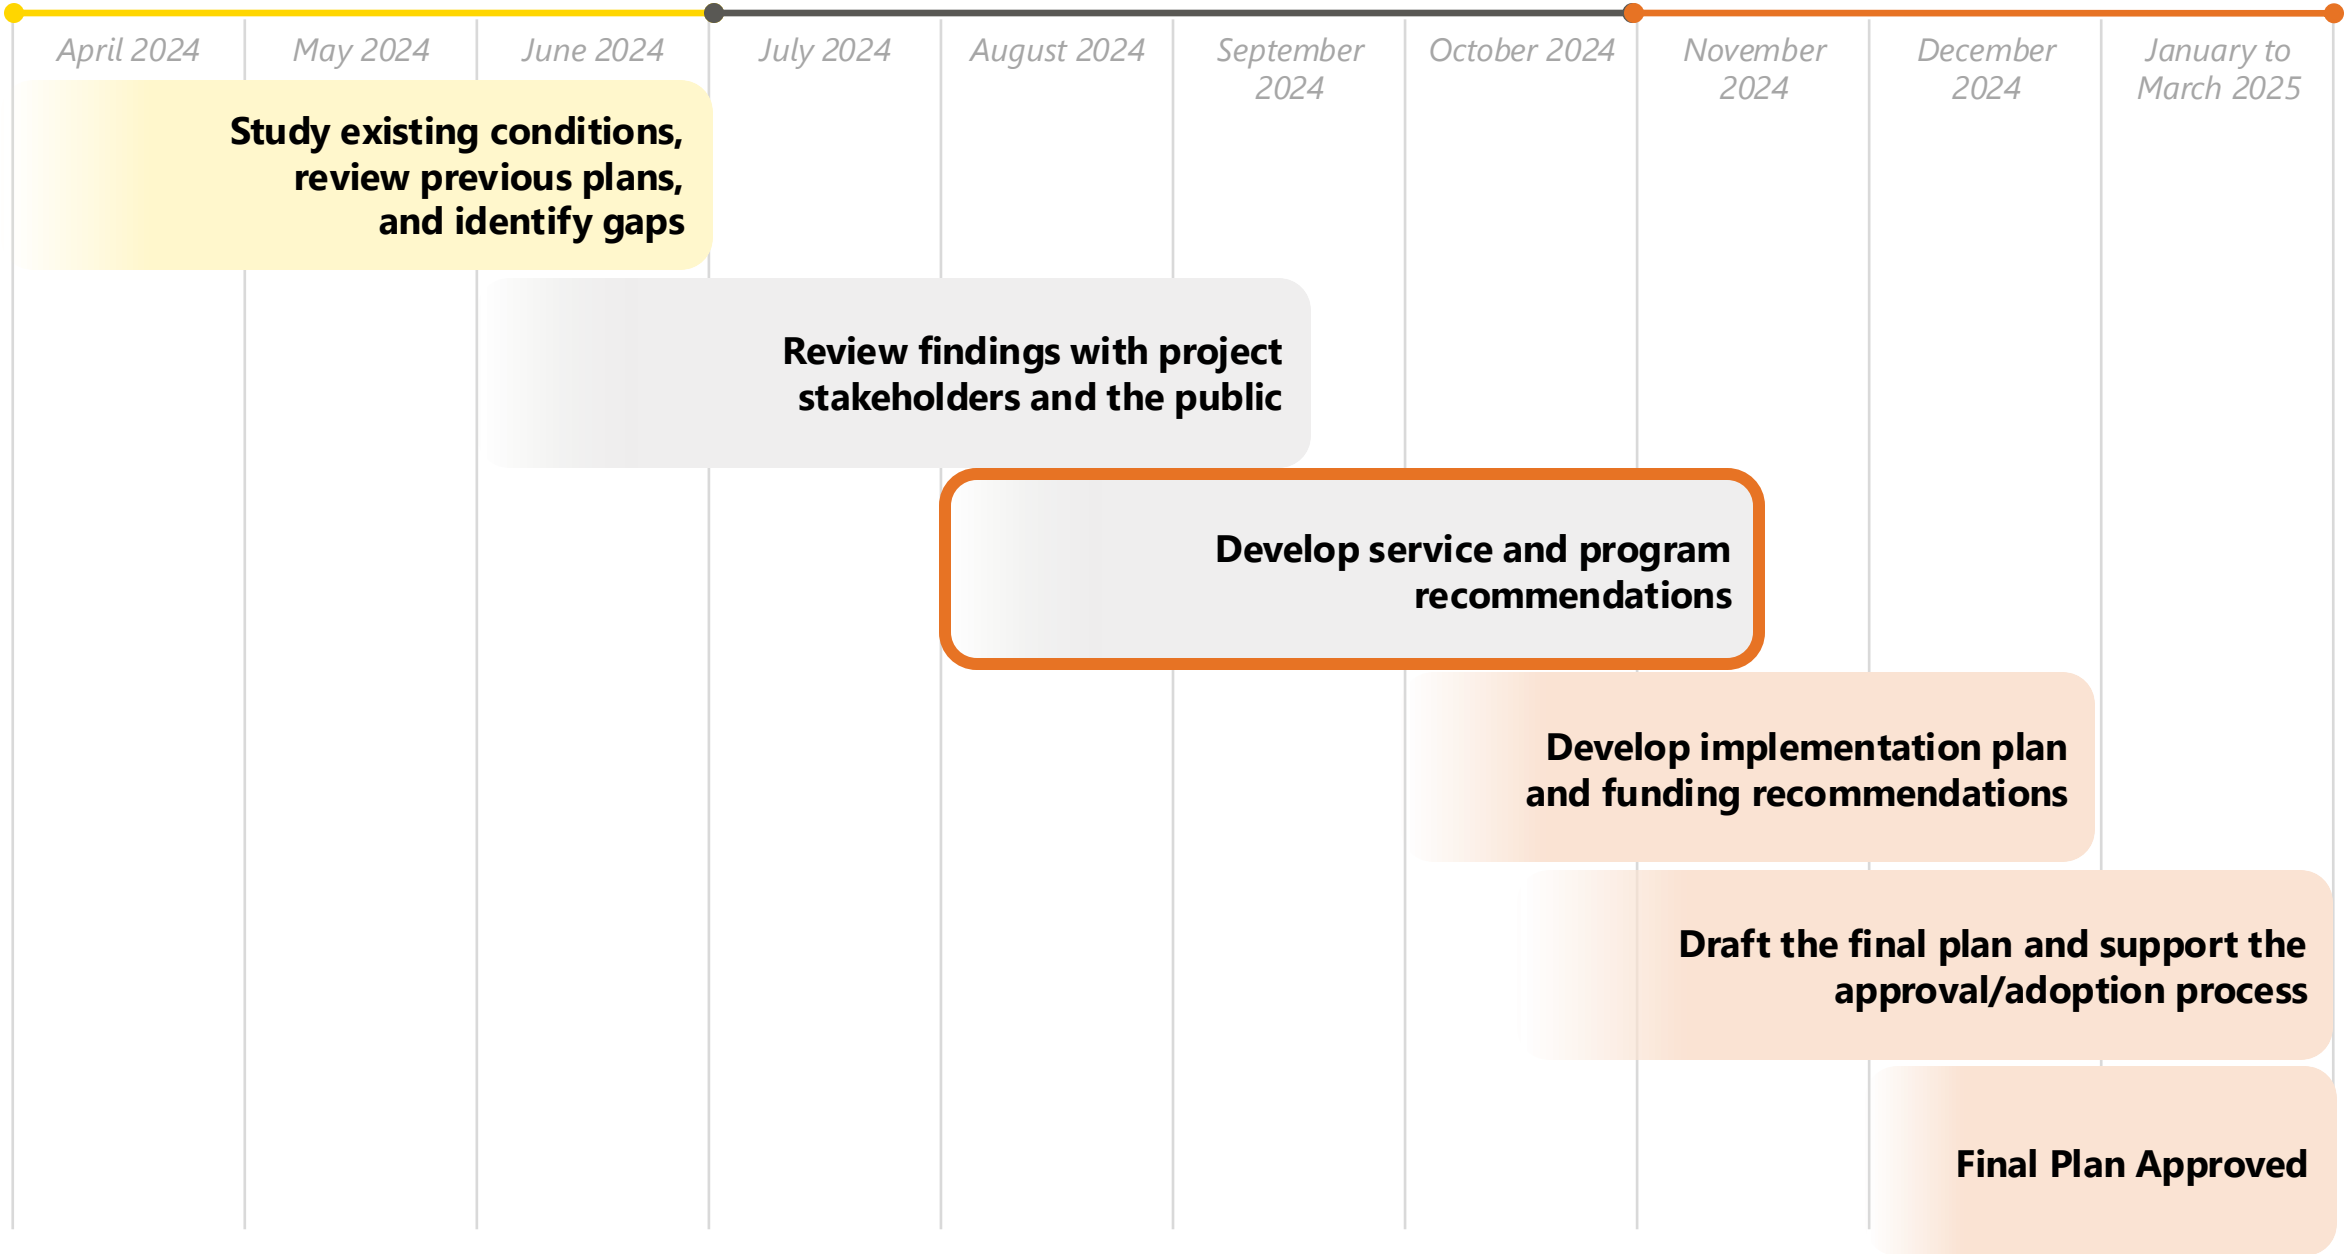 April 2024
May 2024
June 2024
July 2024
August 2024
September
2024
October 2024
November
2024
December
2024
January to
March 2025
Study existing conditions,
review previous plans,
and identify gaps
Review findings with project
stakeholders and the public
Develop service and program
recommendations
Develop implementation plan
and funding recommendations
Draft the final plan and support the
approval/adoption process
Final Plan Approved